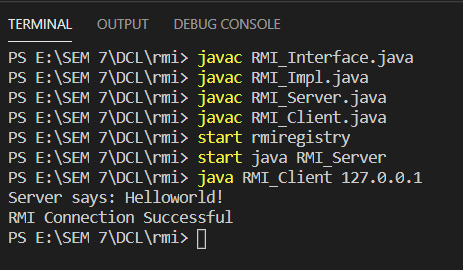 TERMINAL OUTPUT DEBUG CONSOLE
PS E:\SEM 7\DCL\rmi> javac RMI_Interface.java
PS E:\SEM 7\DCL\rmi> javac RMI_Impl.java
PS E:\SEM 7\DCL\rmi> javac RMI_Server.java
PS E:\SEM 7\DCL\rmi> javac RMI_Client.java
PS E:\SEM 7\DCL\rmi> start rmiregistry
PS E:\SEM 7\DCL\rmi> start java RMI_Server
PS E:\SEM 7\DCL\rmi> java RMI_Client 127.0.0.1
Server says: Helloworld!
RMI Connection Successful
PS E:\SEM 7\DCL\rmi>